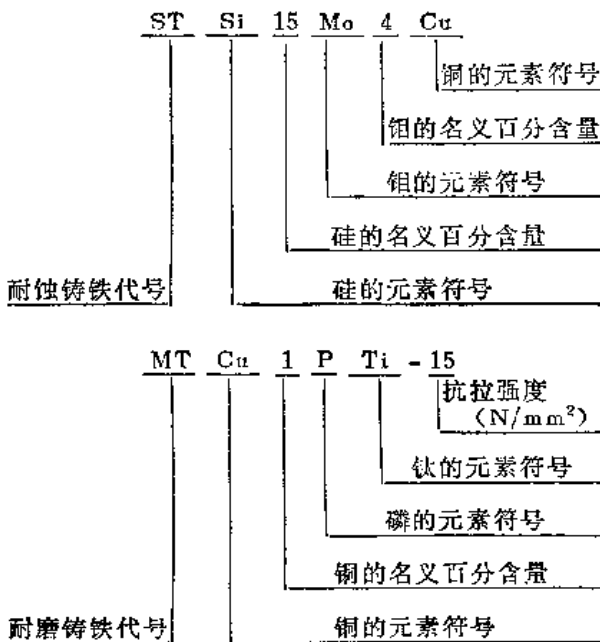 ST Si 15 Mo 4 Cu
铜的元素符号
钼的名义百分含量
钼的元素符号
硅的名义百分含量
耐蚀铸铁代号 硅的元素符号
MT Cu 1 P Ti - 15
抗拉强度
(N/mm²)
钛的元素符号
磷的元素符号
铜的名义百分含量
耐磨铸铁代号 铜的元素符号